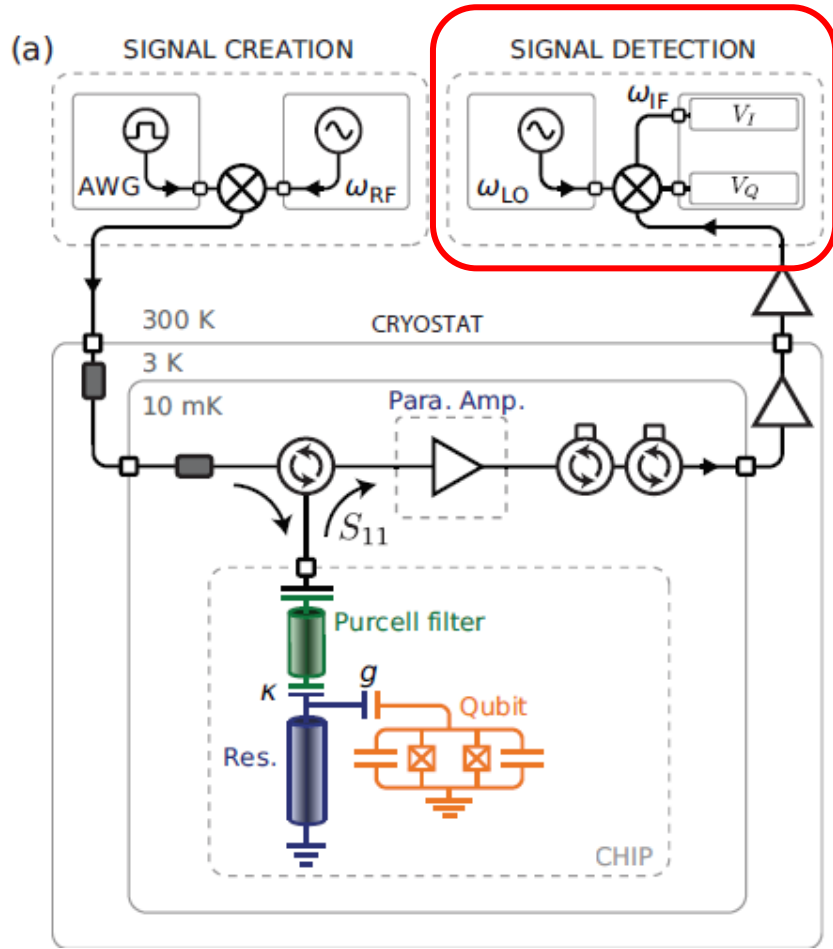 (a)
SIGNAL CREATION
SIGNAL DETECTION
AWG
ω_RF
ω_LO
ω_IF
V_I
V_Q
300 K
CRYOSTAT
3 K
10 mK
Para. Amp.
S_11
Purcell filter
κ
g
Qubit
Res.
CHIP